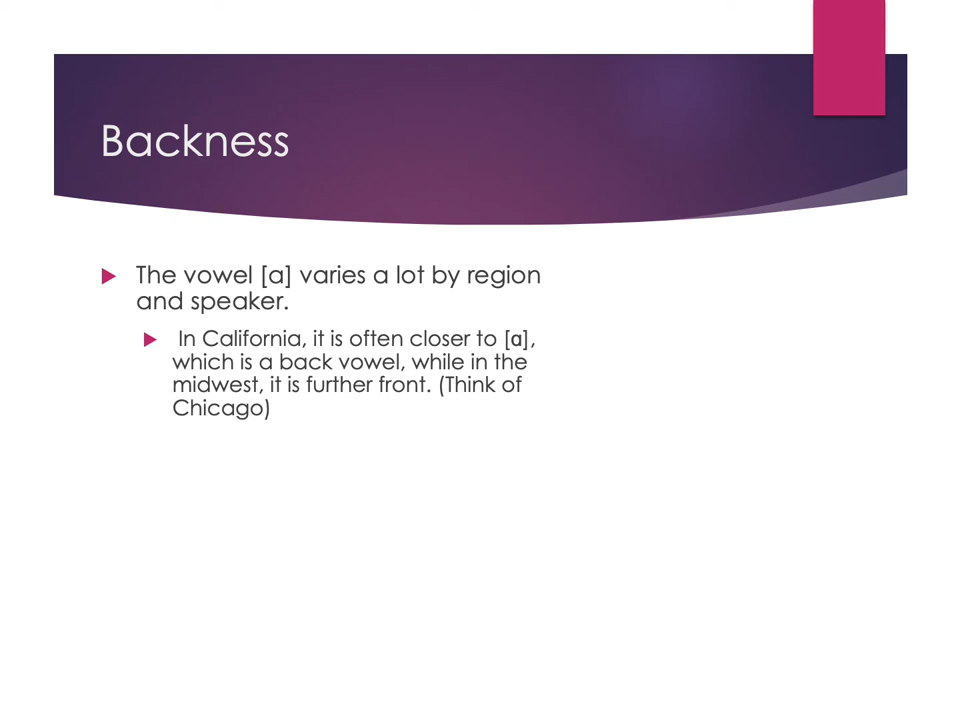 Backness
The vowel [a] varies a lot by region
and speaker.
In California, it is often closer to [ɑ],
which is a back vowel, while in the
midwest, it is further front. (Think of
Chicago)